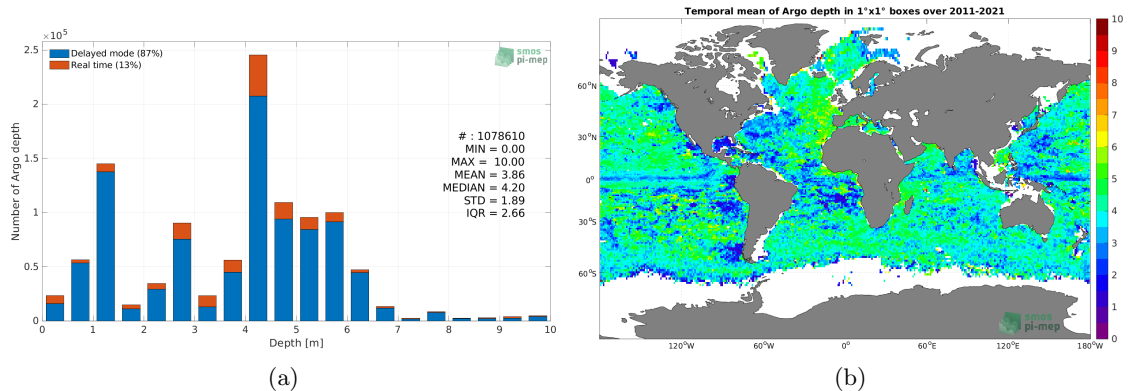 ×10⁵
2.5
2
1.5
1
0.5
0
Number of Argo depth
Delayed mode (87%)
Real time (13%)
smos
pi-mep
# : 1078610
MIN = 0.00
MAX = 10.00
MEAN = 3.86
MEDIAN = 4.20
STD = 1.89
IQR = 2.66
0 1 2 3 4 5 6 7 8 9 10
Depth [m]
(a)
Temporal mean of Argo depth in 1°x1° boxes over 2011-2021
60°N
30°N
0°
30°S
60°S
120°W 60°W 0° 60°E 120°E 180°W
smos
pi-mep
10
9
8
7
6
5
4
3
2
1
0
(b)